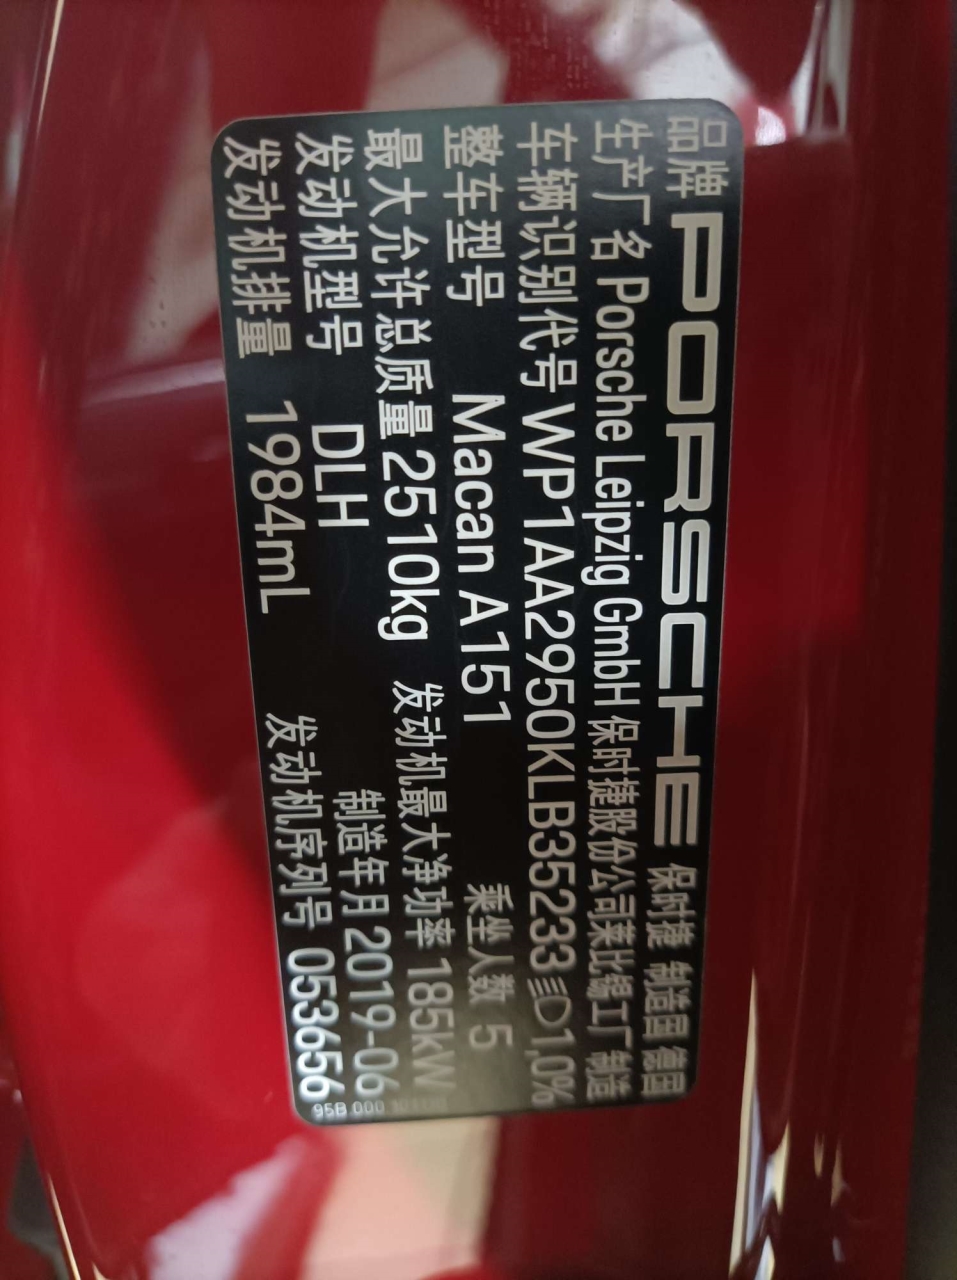 品牌 PORSCHE 保时捷 制造国 德国
生产厂名 Porsche Leipzig GmbH 保时捷股份公司莱比锡工厂制造
车辆识别代号 WP1AA2950KLB35233 1,0%
整车型号 Macan A151 乘坐人数 5
最大允许总质量 2510kg 发动机最大净功率 185kW
发动机型号 DLH 制造年月 2019-06
发动机排量 1984mL 发动机序列号 053656
95B 000